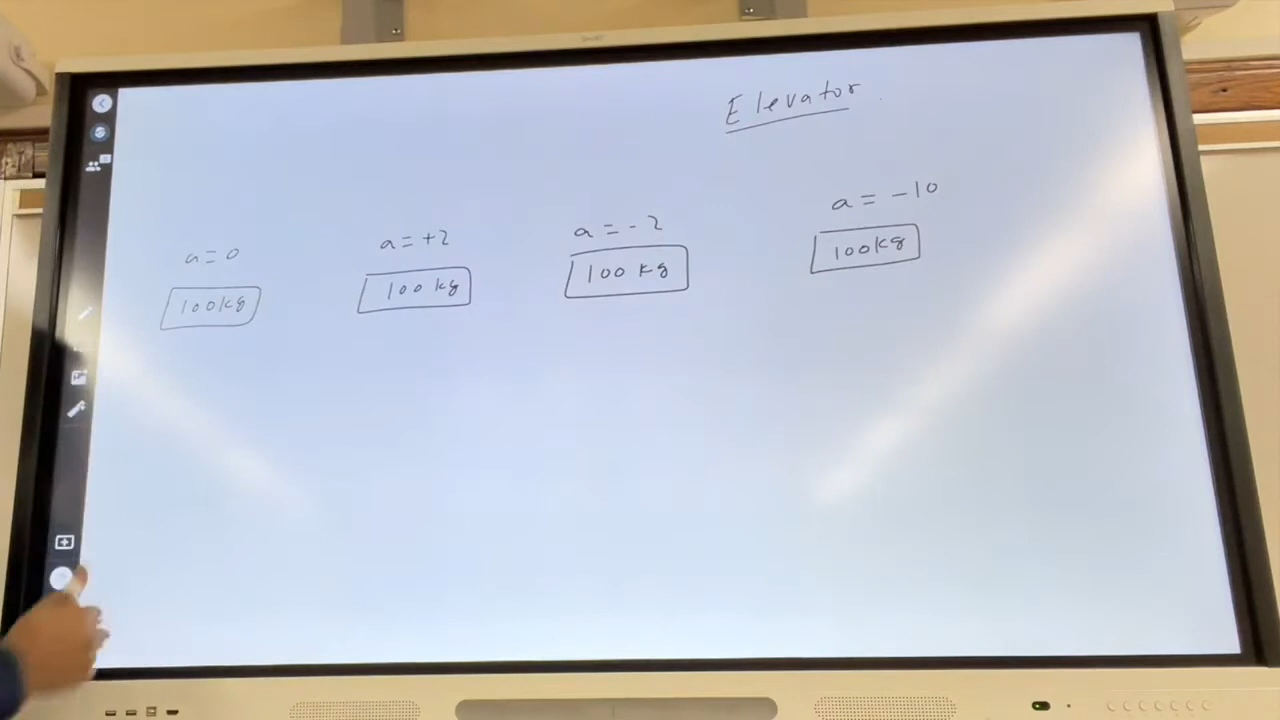 Elevator
a = 0
a = +2
a = -2
a = -10
100kg
100 kg
100 kg
100kg